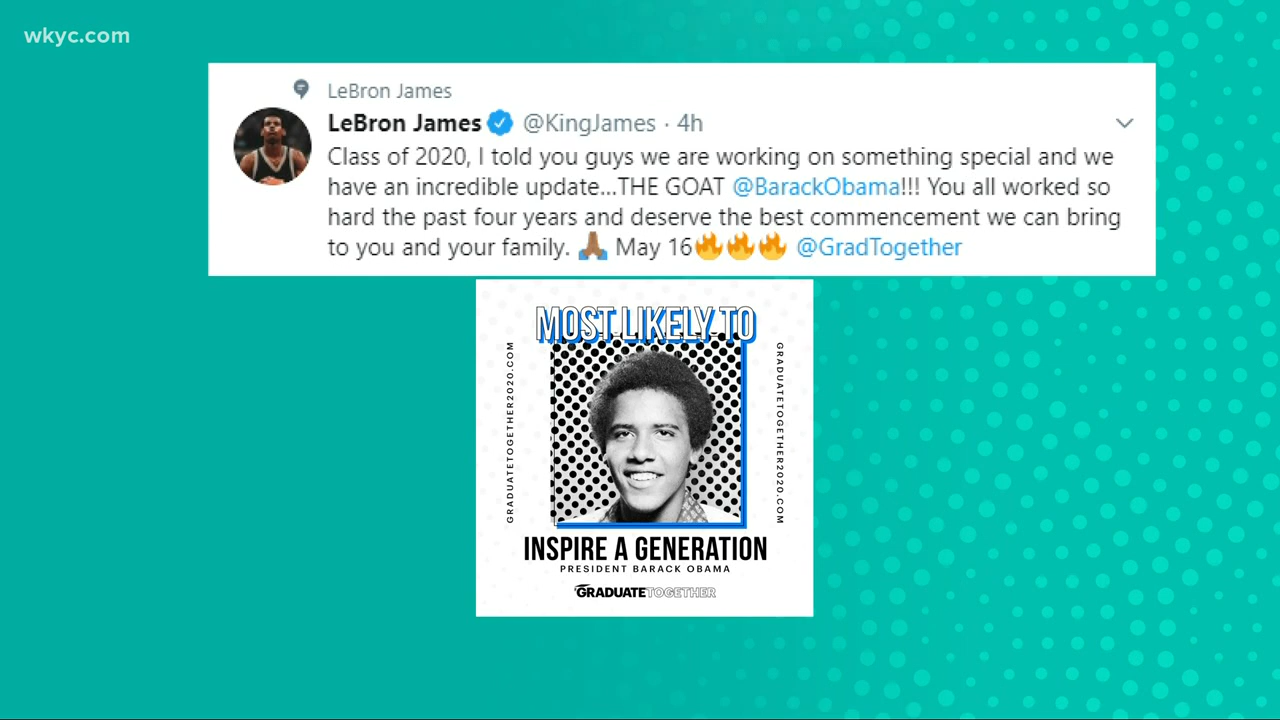 wkyc.com
LeBron James
LeBron James @KingJames · 4h
Class of 2020, I told you guys we are working on something special and we
have an incredible update...THE GOAT @BarackObama!!! You all worked so
hard the past four years and deserve the best commencement we can bring
to you and your family. 🙏🏾 May 16🔥🔥🔥 @GradTogether
MOST LIKELY TO
GRADUATETOGETHER2020.COM
GRADUATETOGETHER2020.COM
INSPIRE A GENERATION
PRESIDENT BARACK OBAMA
GRADUATETOGETHER